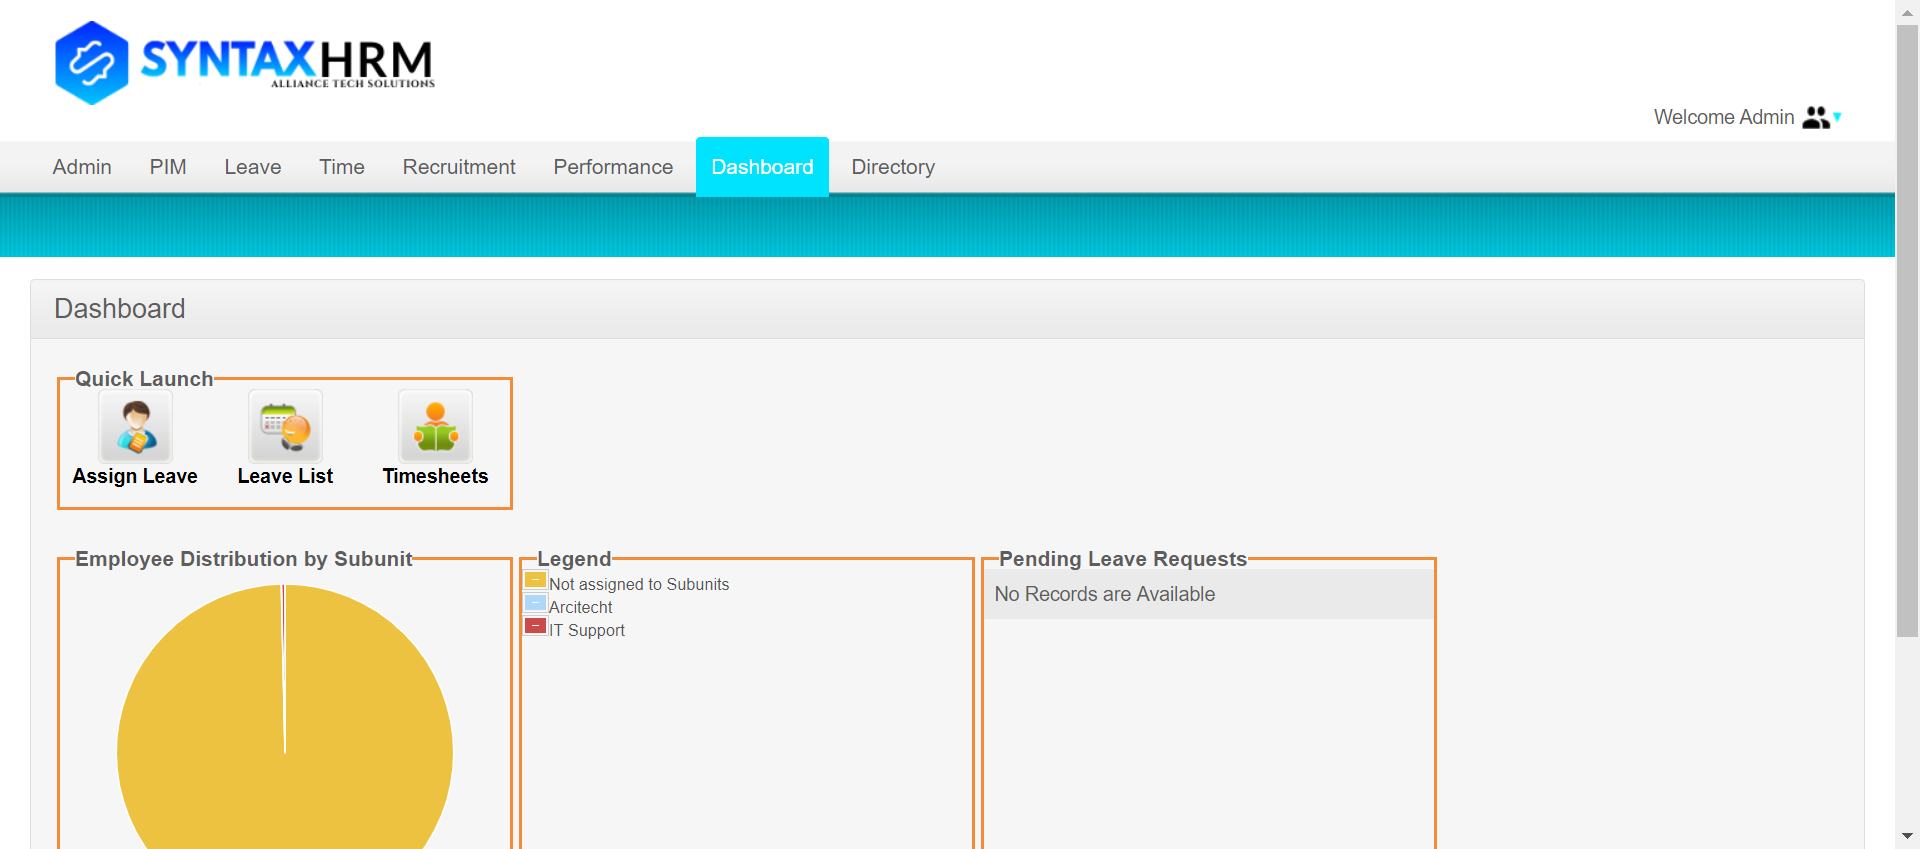 SYNTAXHRM
ALLIANCE TECH SOLUTIONS
Welcome Admin
Admin PIM Leave Time Recruitment Performance Dashboard Directory
Dashboard
Quick Launch
Assign Leave Leave List Timesheets
Employee Distribution by Subunit
Legend
Not assigned to Subunits
Arcitecht
IT Support
Pending Leave Requests
No Records are Available